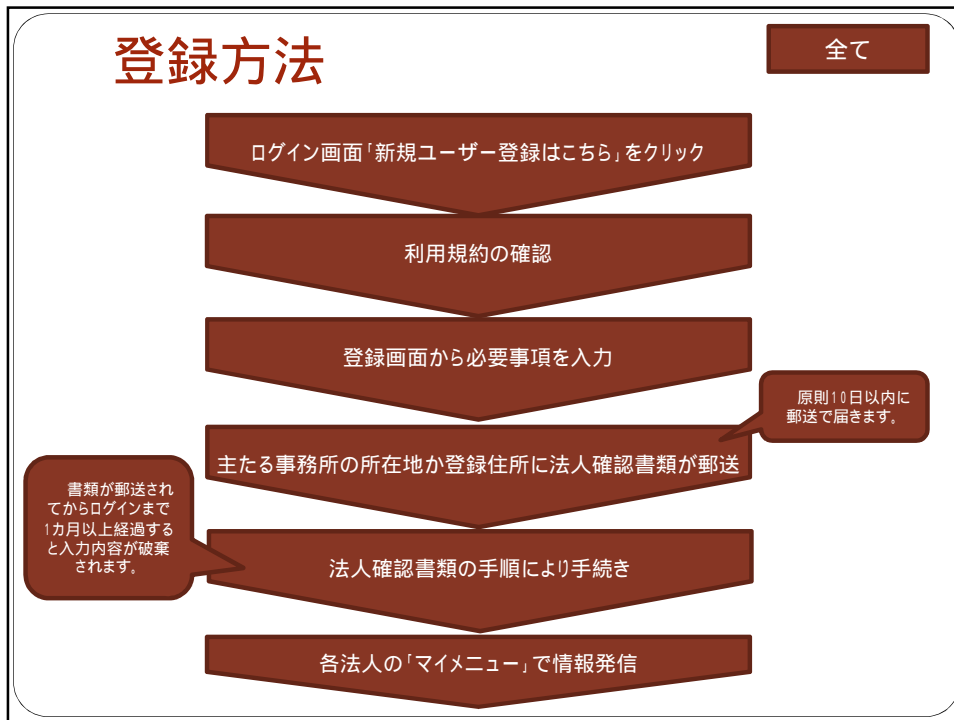 登録方法
全て
ログイン画面「新規ユーザー登録はこちら」をクリック
利用規約の確認
登録画面から必要事項を入力
原則10日以内に
郵送で届きます。
主たる事務所の所在地か登録住所に法人確認書類が郵送
書類が郵送され
てからログインまで
1カ月以上経過する
と入力内容が破棄
されます。
法人確認書類の手順により手続き
各法人の「マイメニュー」で情報発信